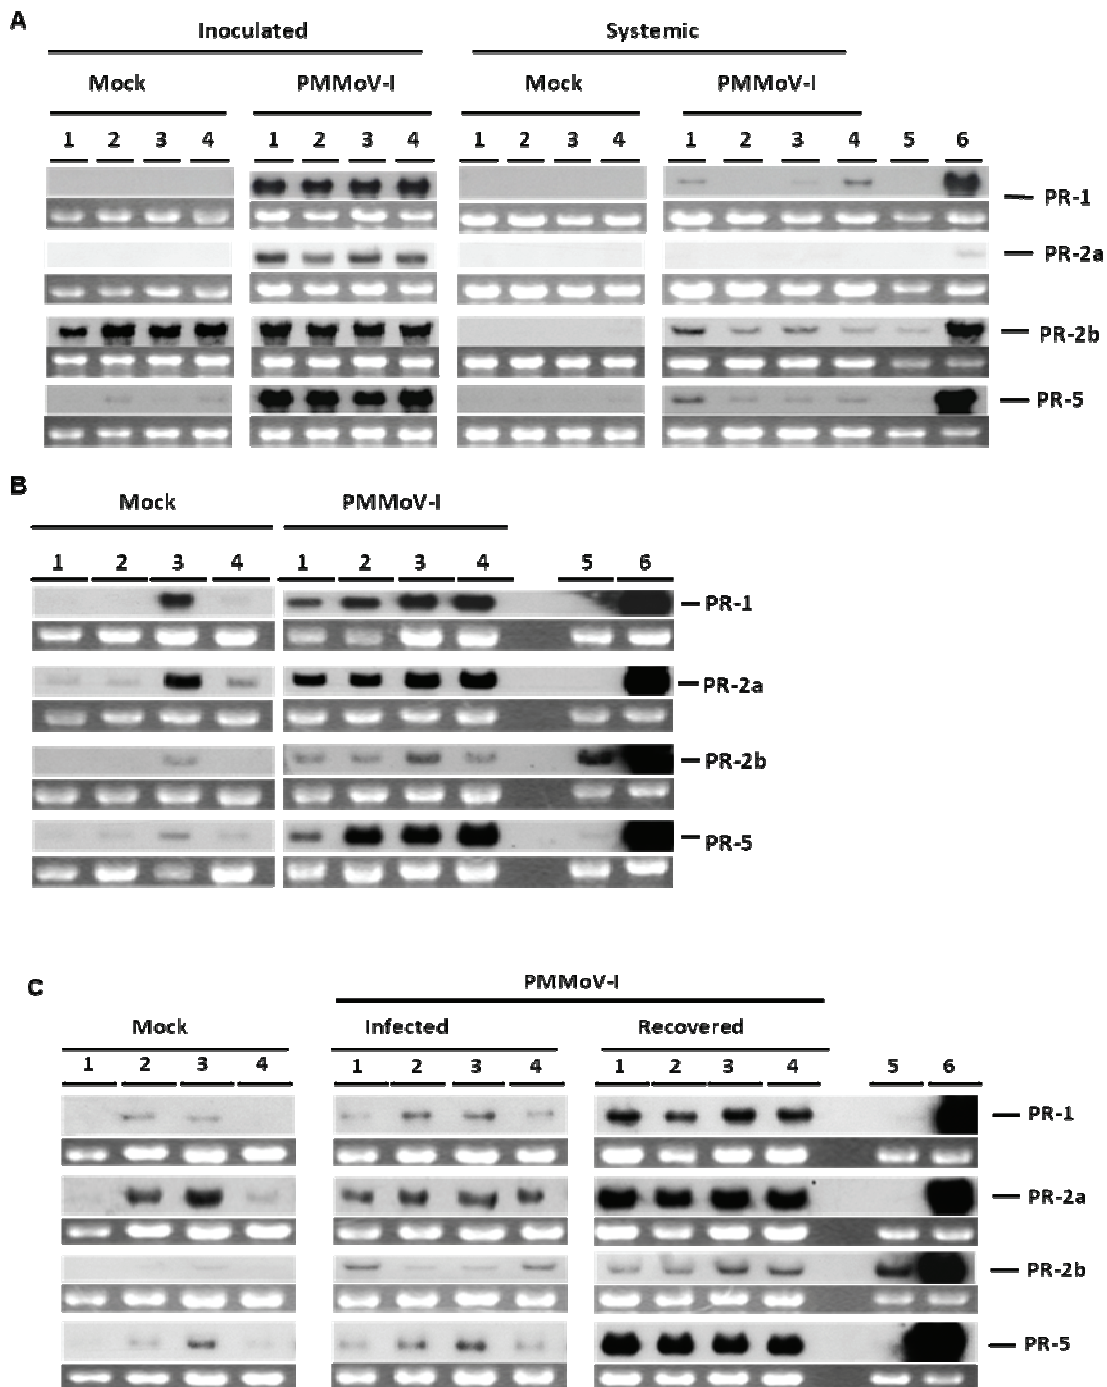 A
Inoculated Systemic
Mock PMMoV-I Mock PMMoV-I
1 2 3 4 1 2 3 4 1 2 3 4 1 2 3 4 5 6
PR-1
PR-2a
PR-2b
PR-5
B
Mock PMMoV-I
1 2 3 4 1 2 3 4 5 6
PR-1
PR-2a
PR-2b
PR-5
C
PMMoV-I
Mock Infected Recovered
1 2 3 4 1 2 3 4 1 2 3 4 5 6
PR-1
PR-2a
PR-2b
PR-5